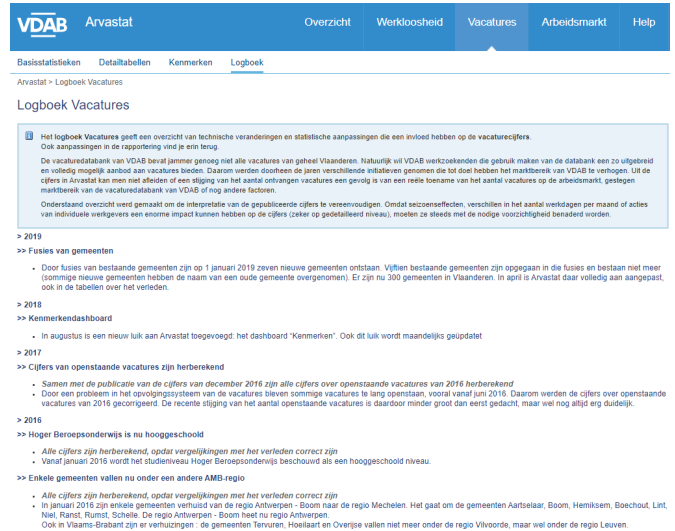 VDAB Arvastat Overzicht Werkloosheid Vacatures Arbeidsmarkt Help
Basisstatistieken Detailtabellen Kenmerken Logboek
Arvastat > Logboek Vacatures
Logboek Vacatures
Het logboek Vacatures geeft een overzicht van technische veranderingen en statistische aanpassingen die een invloed hebben op de vacaturecijfers.
Ook aanpassingen in de rapportering vind je erin terug.
De vacaturedatabank van VDAB bevat jammer genoeg niet alle vacatures van geheel Vlaanderen. Natuurlijk wil VDAB werkzoekenden die gebruik maken van de databank een zo uitgebreid
en volledig mogelijk aanbod aan vacatures bieden. Daarom werden doorheen de jaren verschillende initiatieven genomen die tot doel hebben het marktbereik van VDAB te verhogen. Uit de
cijfers in Arvastat kan men niet afleiden of een stijging van het aantal ontvangen vacatures een gevolg is van een reële toename van het aantal vacatures op de arbeidsmarkt, gestegen
marktbereik van de vacaturedatabank van VDAB of nog andere factoren.
Onderstaand overzicht werd gemaakt om de interpretatie van de gepubliceerde cijfers te vereenvoudigen. Omdat seizoenseffecten, verschillen in het aantal werkdagen per maand of acties
van individuele werkgevers een enorme impact kunnen hebben op de cijfers (zeker op gedetailleerd niveau), moeten ze steeds met de nodige voorzichtigheid benaderd worden.
> 2019
>> Fusies van gemeenten
• Door fusies van bestaande gemeenten zijn op 1 januari 2019 zeven nieuwe gemeenten ontstaan. Vijftien bestaande gemeenten zijn opgegaan in die fusies en bestaan niet meer
(sommige nieuwe gemeenten hebben de naam van een oude gemeente overgenomen). Er zijn nu 300 gemeenten in Vlaanderen. In april is Arvastat daar volledig aan aangepast,
ook in de tabellen over het verleden.
> 2018
>> Kenmerkendashboard
• In augustus is een nieuw luik aan Arvastat toegevoegd: het dashboard "Kenmerken". Ook dit luik wordt maandelijks geüpdatet
> 2017
>> Cijfers van openstaande vacatures zijn herberekend
• Samen met de publicatie van de cijfers van december 2016 zijn alle cijfers over openstaande vacatures van 2016 herberekend
• Door een probleem in het opvolgingssysteem van de vacatures bleven sommige vacatures te lang openstaan, vooral vanaf juni 2016. Daarom werden de cijfers over openstaande
vacatures van 2016 gecorrigeerd. De recente stijging van het aantal openstaande vacatures is daardoor minder groot dan eerst gedacht, maar wel nog altijd erg duidelijk.
> 2016
>> Hoger Beroepsonderwijs is nu hooggeschoold
• Alle cijfers zijn herberekend, opdat vergelijkingen met het verleden correct zijn
• Vanaf januari 2016 wordt het studieniveau Hoger Beroepsonderwijs beschouwd als een hooggeschoold niveau.
>> Enkele gemeenten vallen nu onder een andere AMB-regio
• Alle cijfers zijn herberekend, opdat vergelijkingen met het verleden correct zijn
• In januari 2016 zijn enkele gemeenten verhuisd van de regio Antwerpen - Boom naar de regio Mechelen. Het gaat om de gemeenten Aartselaar, Boom, Hemiksem, Boechout, Lint,
Niel, Ranst, Rumst, Schelle. De regio Antwerpen - Boom heet nu regio Antwerpen.
Ook in Vlaams-Brabant zijn er verhuizingen : de gemeenten Tervuren, Hoeilaart en Overijse vallen niet meer onder de regio Vilvoorde, maar wel onder de regio Leuven.